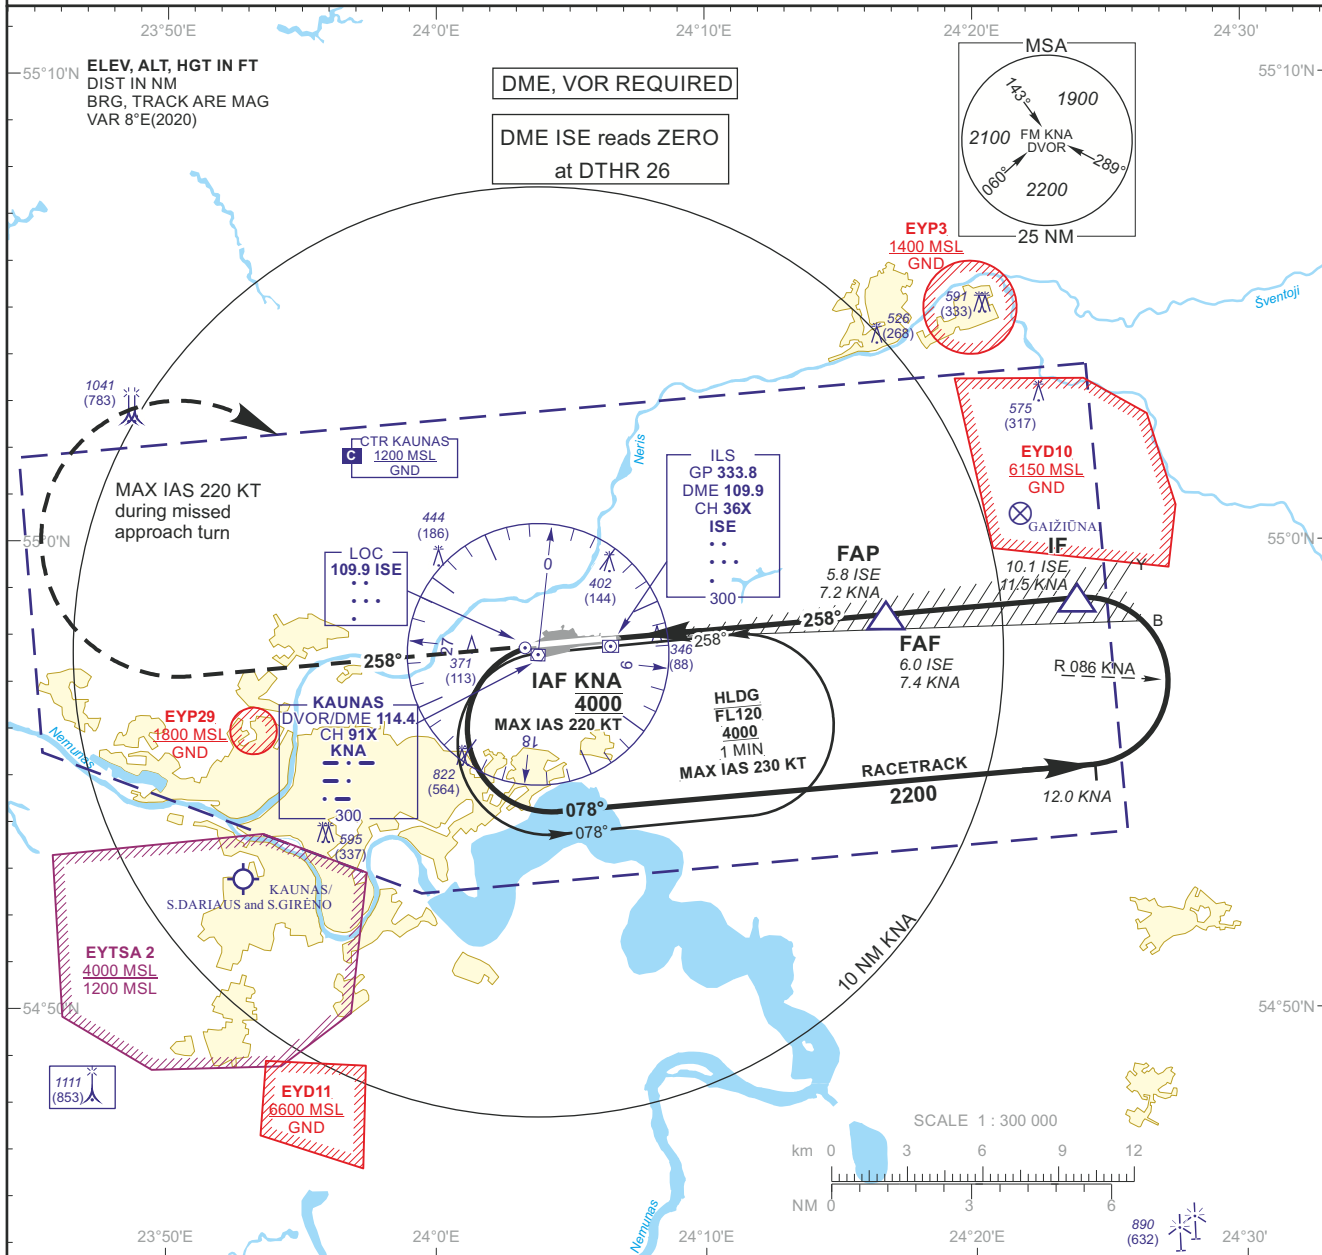 23°50'E
24°0'E
24°10'E
24°20'E
24°30'E
55°10'N
55°10'N
ELEV, ALT, HGT IN FT
DIST IN NM
BRG, TRACK ARE MAG
VAR 8°E(2020)
DME, VOR REQUIRED
DME ISE reads ZERO
at DTHR 26
MSA
143°
1900
2100
FM KNA
DVOR
060°
289°
2200
25 NM
EYP3
1400 MSL
GND
591
(333)
526
(268)
Šventoji
1041
(783)
575
(317)
EYD10
6150 MSL
GND
GAIŽIŪNAI
C
CTR KAUNAS
1200 MSL
GND
Neris
ILS
GP 333.8
DME 109.9
CH 36X
ISE
300
MAX IAS 220 KT
during missed
approach turn
444
(186)
402
(144)
55°0'N
55°0'N
LOC
109.9 ISE
0
FAP
5.8 ISE
7.2 KNA
IF
10.1 ISE
11.5 KNA
Y
B
258°
258°
258°
258°
FAF
6.0 ISE
7.4 KNA
27
371
(113)
346
(88)
9
18
R 086 KNA
IAF KNA
4000
MAX IAS 220 KT
HLDG
FL120
4000
1 MIN
MAX IAS 230 KT
KAUNAS
DVOR/DME 114.4
CH 91X
KNA
300
EYP29
1800 MSL
GND
Nemunas
822
(564)
RACETRACK
2200
12.0 KNA
078°
078°
595
(337)
KAUNAS/
S.DARIAUS and S.GIRĖNO
EYTSA 2
4000 MSL
1200 MSL
10 NM KNA
54°50'N
54°50'N
1111
(853)
EYD11
6600 MSL
GND
SCALE 1 : 300 000
km 0 3 6 9 12
NM 0 3 6
Nemunas
890
(632)
23°50'E
24°0'E
24°10'E
24°20'E
24°30'E